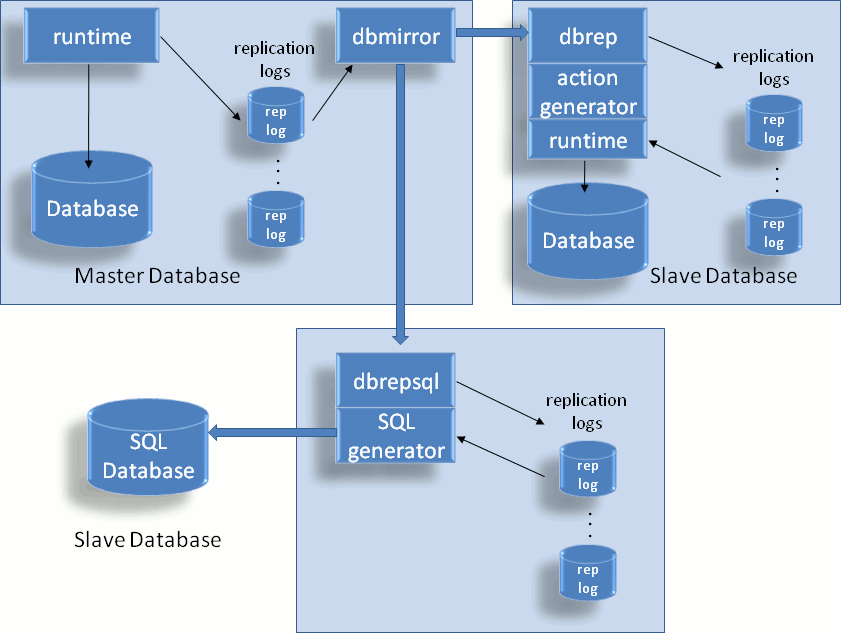 runtime
replication
logs
rep
log
rep
log
dbmirror
Database
Master Database
dbrep
action
generator
runtime
replication
logs
rep
log
rep
log
Database
Slave Database
dbrepsql
SQL
generator
replication
logs
rep
log
rep
log
SQL
Database
Slave Database